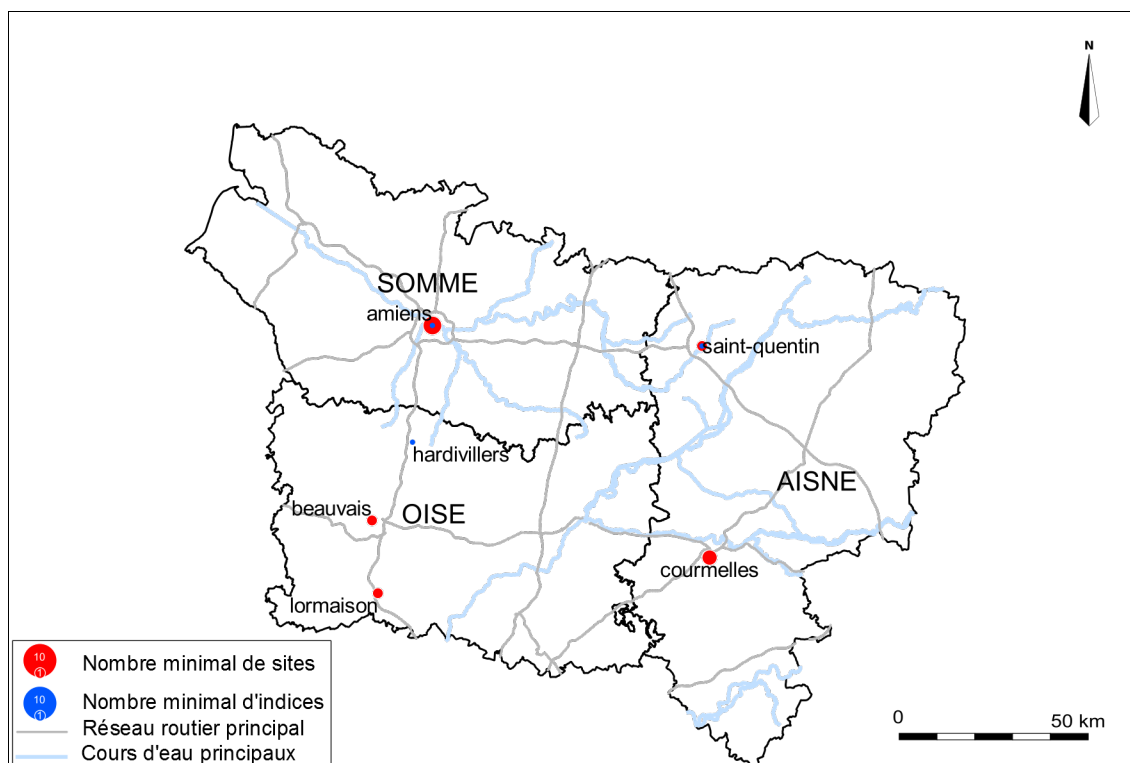 N
SOMME
amiens
saint-quentin
hardivillers
AISNE
beauvais
OISE
courmelles
lormaison
10
1
Nombre minimal de sites
10
1
Nombre minimal d'indices
Réseau routier principal
Cours d'eau principaux
0
50 km